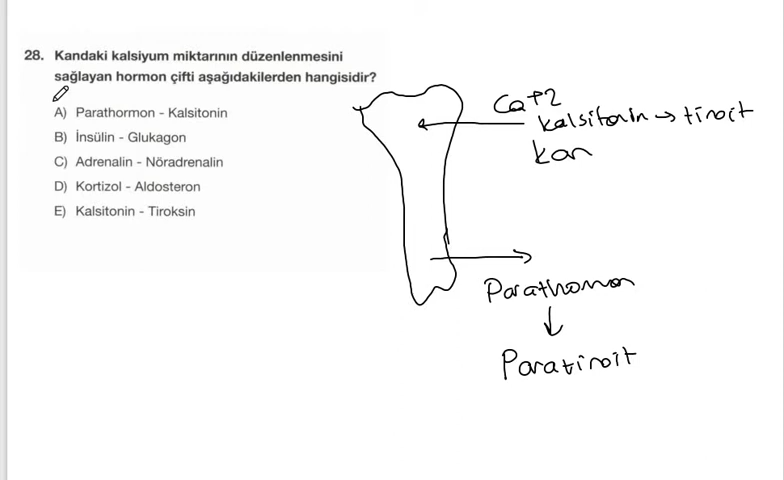 28. Kandaki kalsiyum miktarının düzenlenmesini
sağlayan hormon çifti aşağıdakilerden hangisidir?
A) Parathormon - Kalsitonin
B) İnsülin - Glukagon
C) Adrenalin - Nöradrenalin
D) Kortizol - Aldosteron
E) Kalsitonin - Tiroksin
Ca+2
kalsitonin → tiroit
kan
Parathomon
↓
Paratiroit